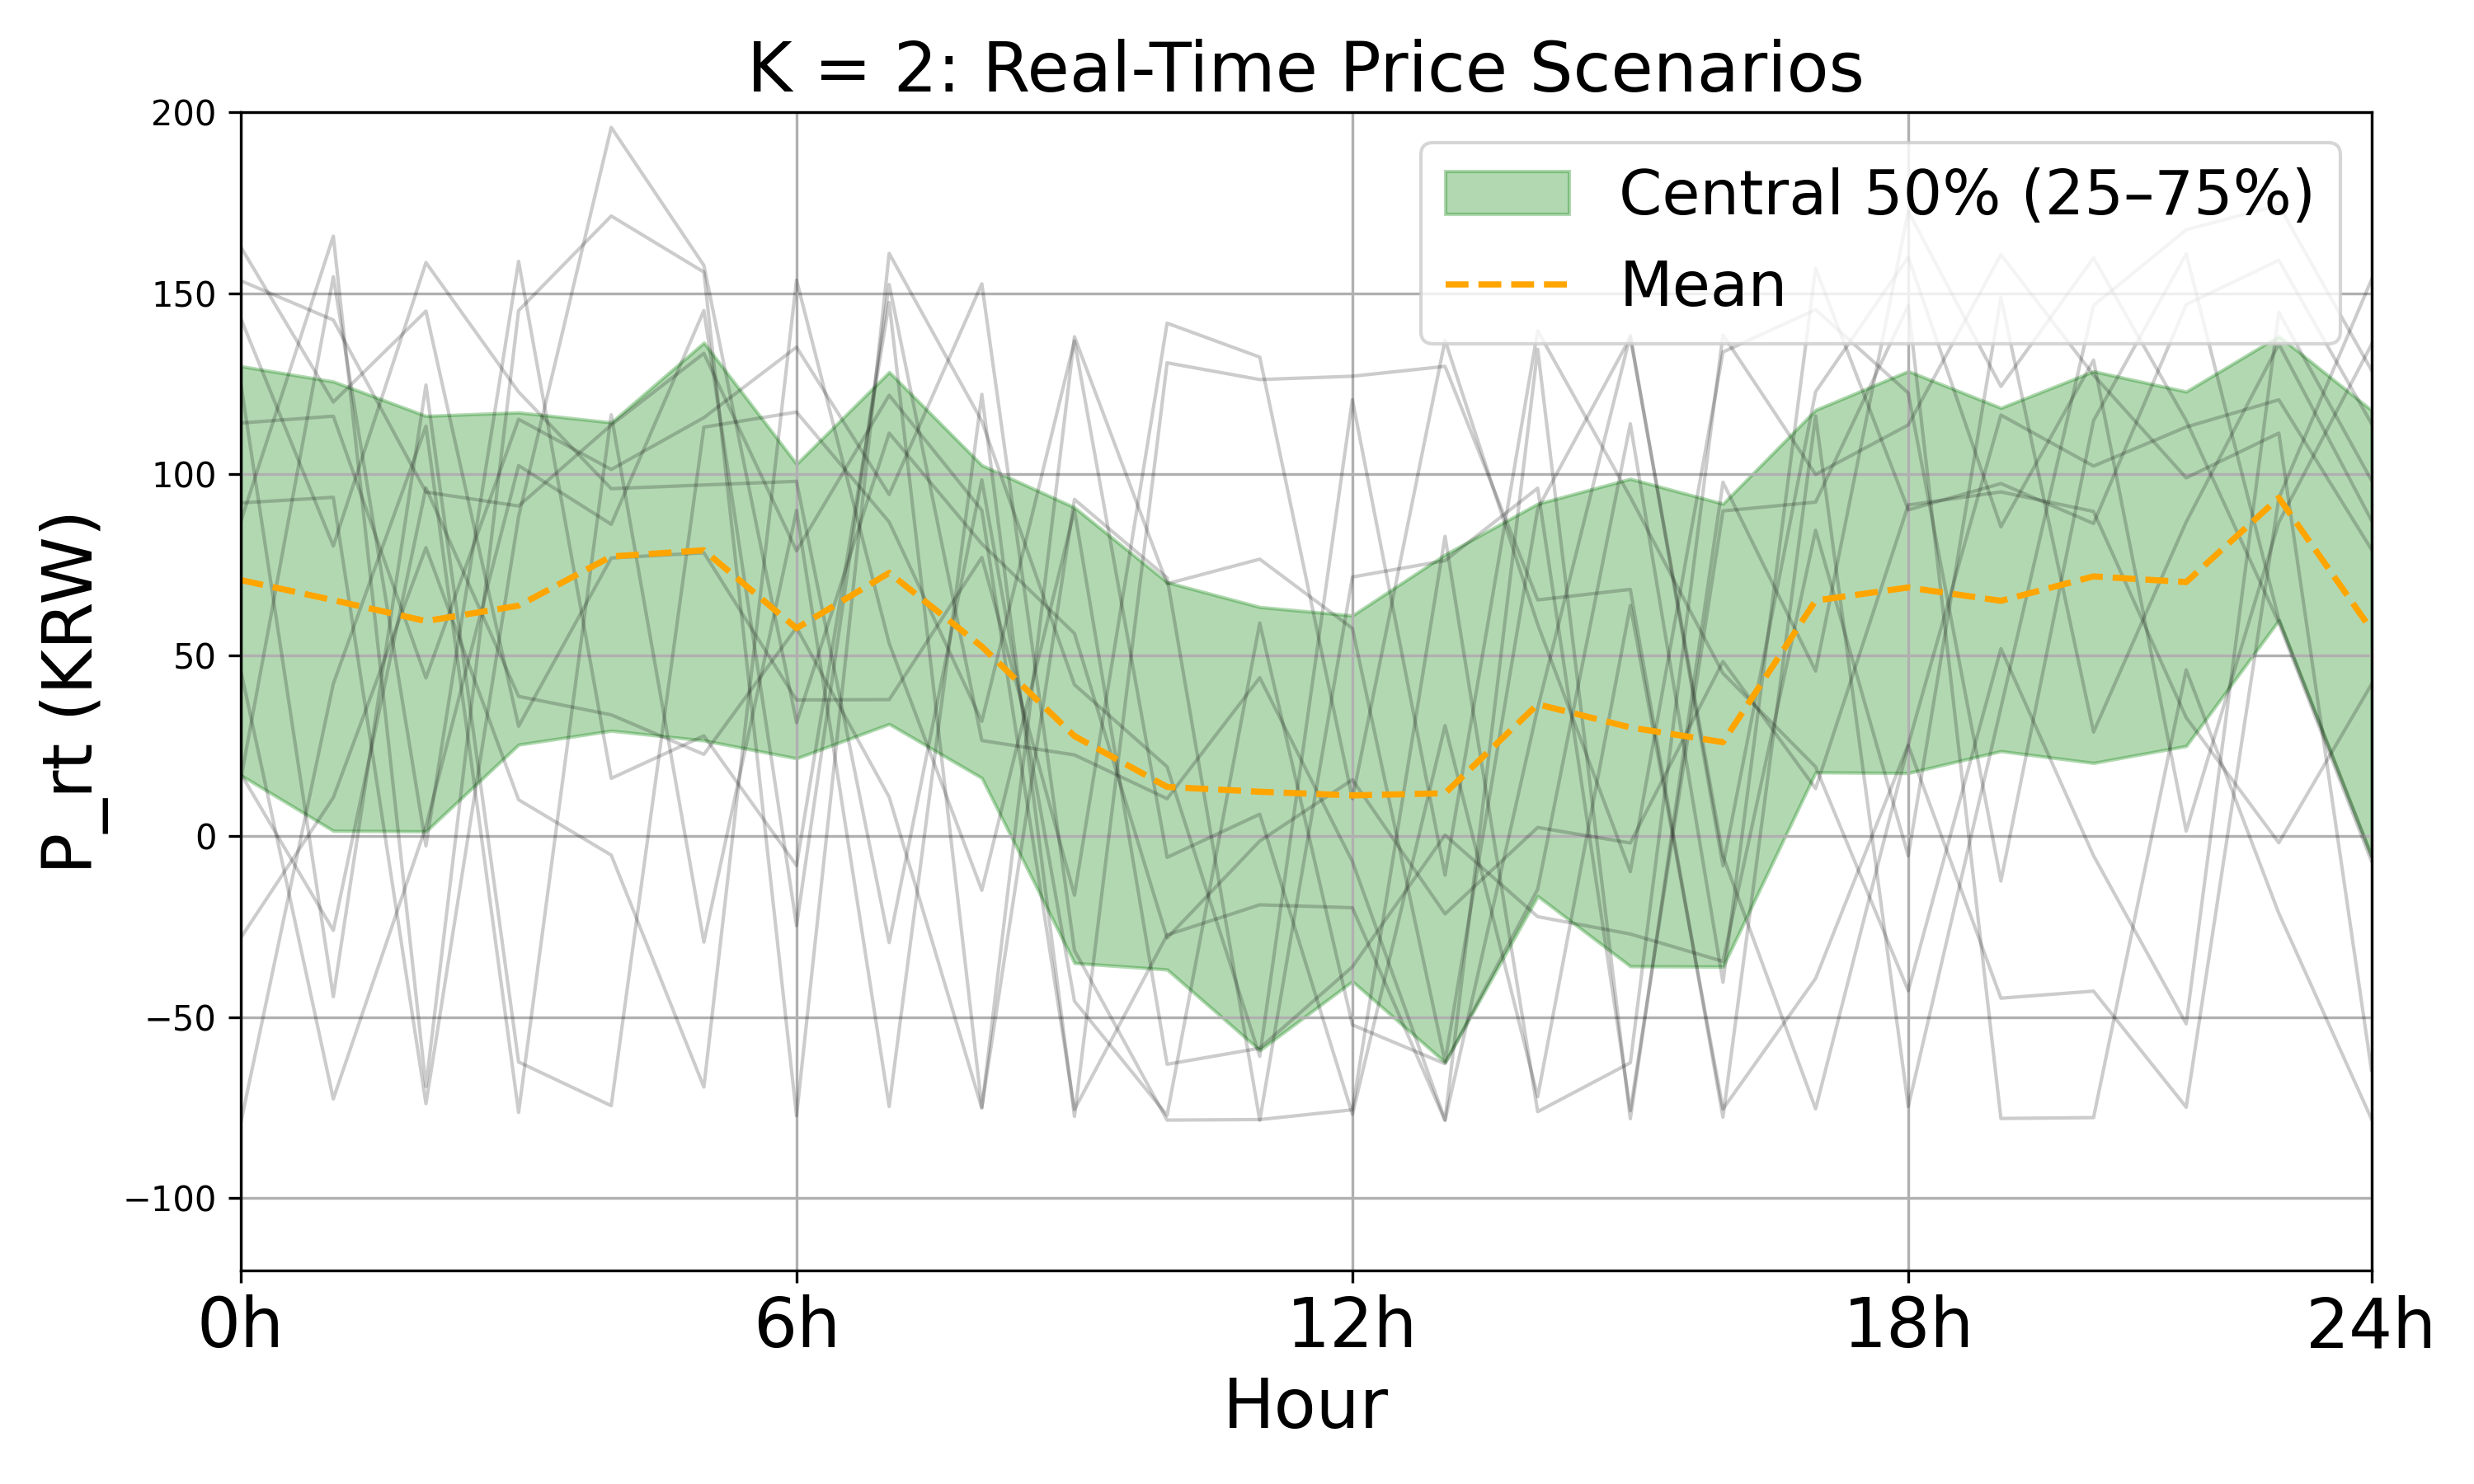 K = 2: Real-Time Price Scenarios
200
150
100
50
0
−50
−100
P_rt (KRW)
Central 50% (25–75%)
Mean
0h 6h 12h 18h 24h
Hour